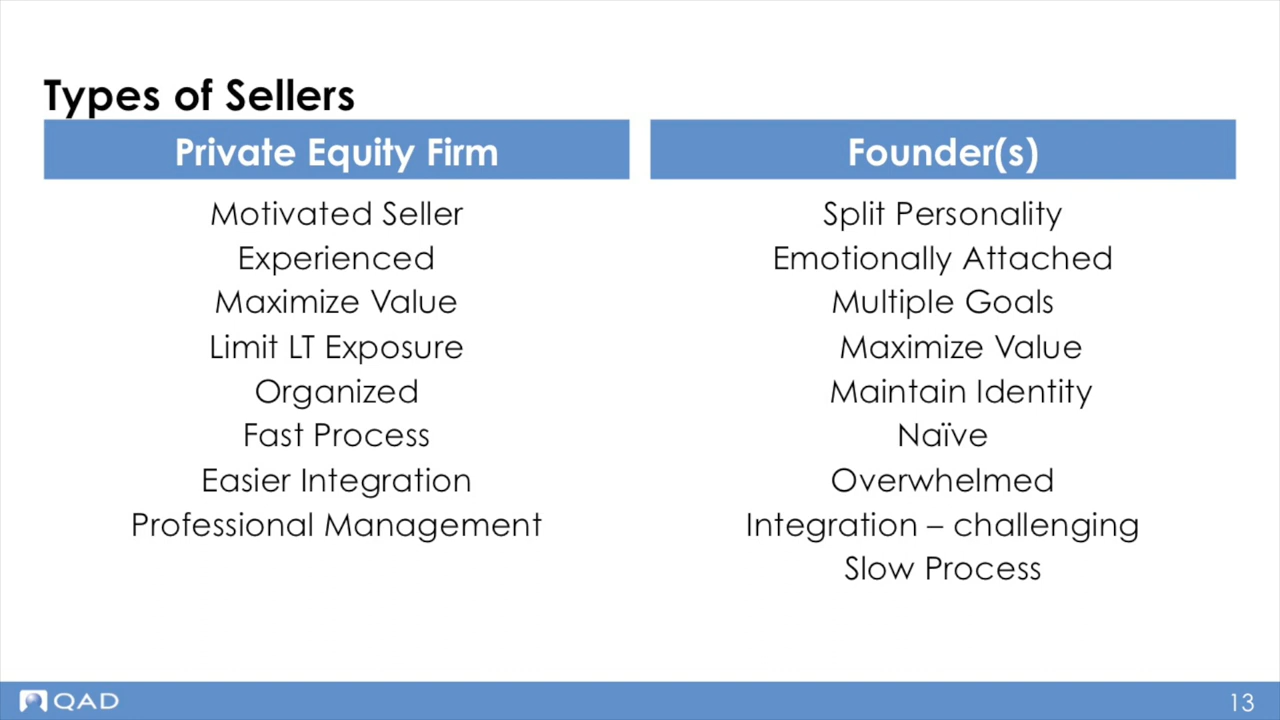 Types of Sellers
Private Equity Firm
Motivated Seller
Experienced
Maximize Value
Limit LT Exposure
Organized
Fast Process
Easier Integration
Professional Management
Founder(s)
Split Personality
Emotionally Attached
Multiple Goals
Maximize Value
Maintain Identity
Naïve
Overwhelmed
Integration – challenging
Slow Process
QAD
13